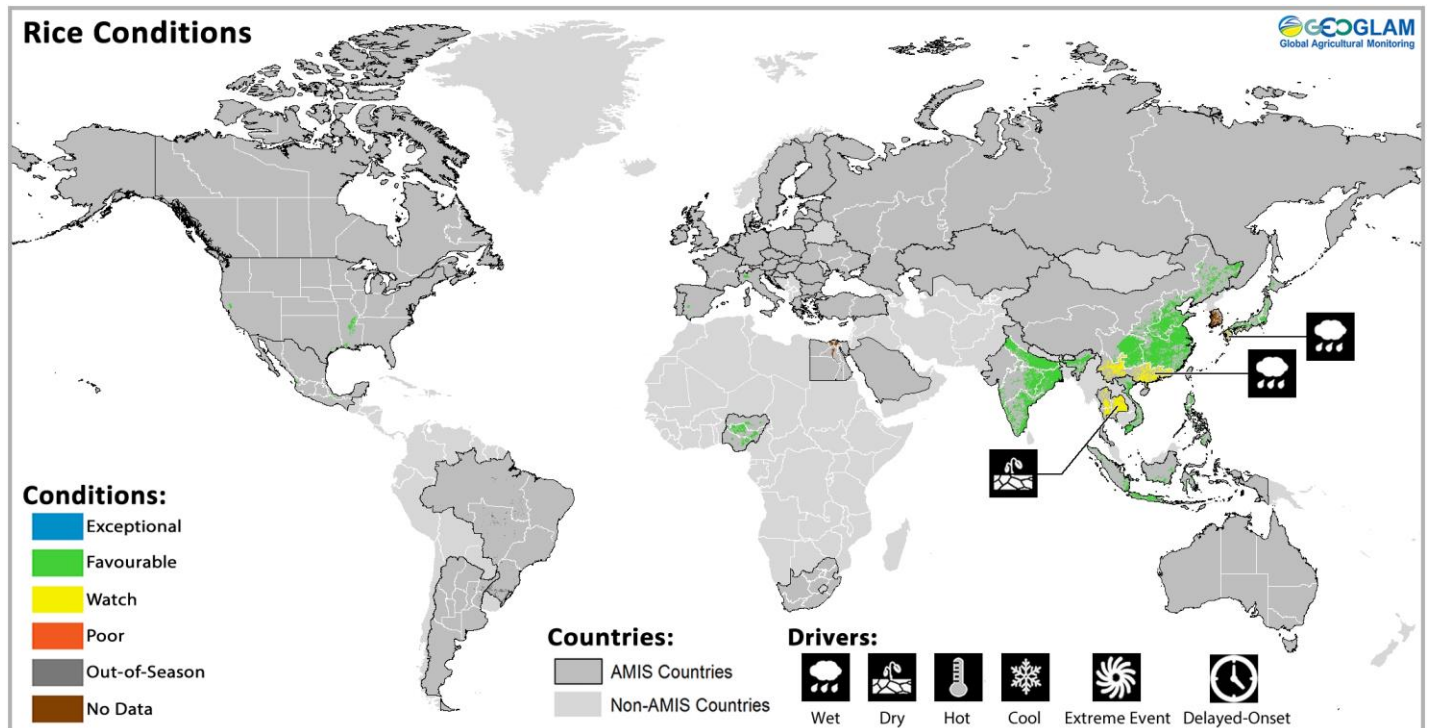 Rice Conditions
GEOGLAM
Global Agricultural Monitoring
Conditions:
Exceptional
Favourable
Watch
Poor
Out-of-Season
No Data
Countries:
AMIS Countries
Non-AMIS Countries
Drivers:
Wet Dry Hot Cool Extreme Event Delayed-Onset